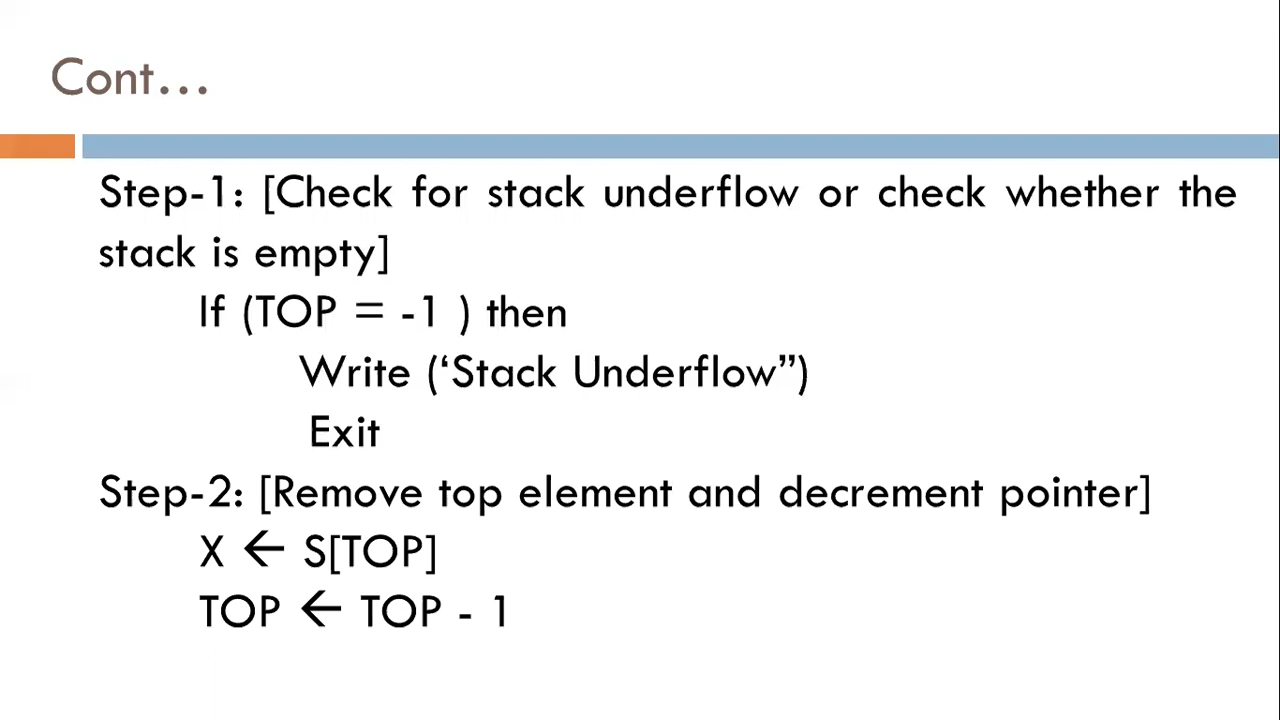 Cont...
Step-1: [Check for stack underflow or check whether the
stack is empty]
If (TOP = -1 ) then
Write (‘Stack Underflow”)
Exit
Step-2: [Remove top element and decrement pointer]
X ← S[TOP]
TOP ← TOP - 1